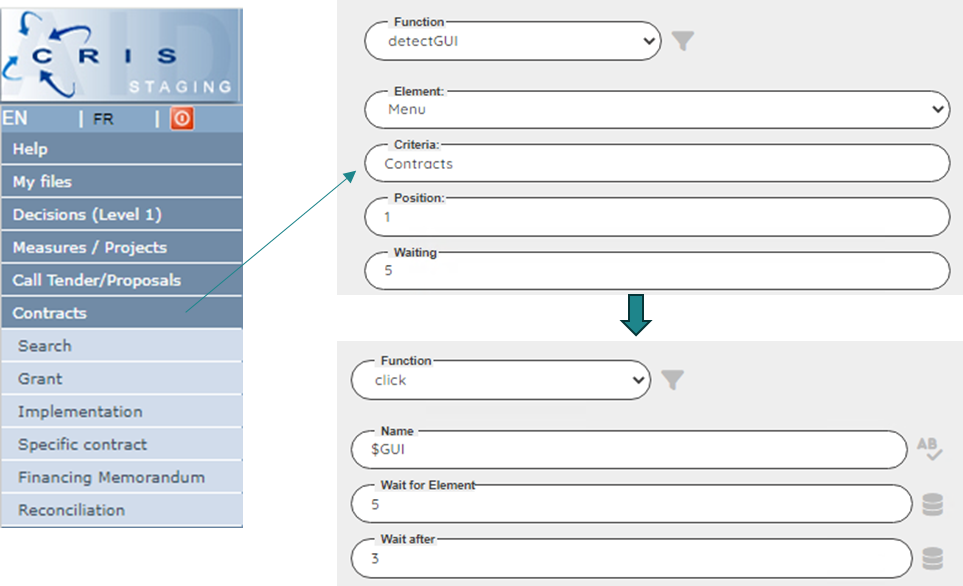 AID
CRIS
STAGING
EN | FR |
Help
My files
Decisions (Level 1)
Measures / Projects
Call Tender/Proposals
Contracts
Search
Grant
Implementation
Specific contract
Financing Memorandum
Reconciliation
Function
detectGUI
Element:
Menu
Criteria:
Contracts
Position:
1
Waiting
5
Function
click
Name
$GUI
AB
Wait for Element
5
Wait after
3